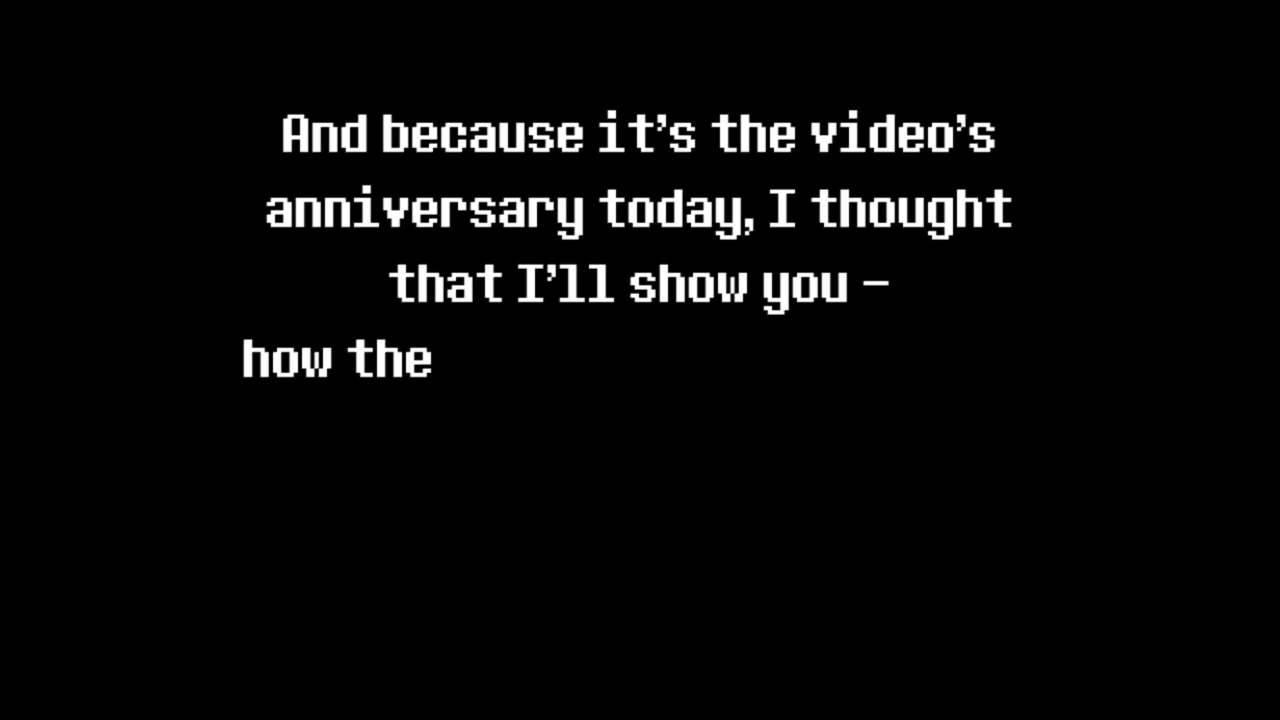 And because it’s the video’s
anniversary today, I thought
that I’ll show you –
how the